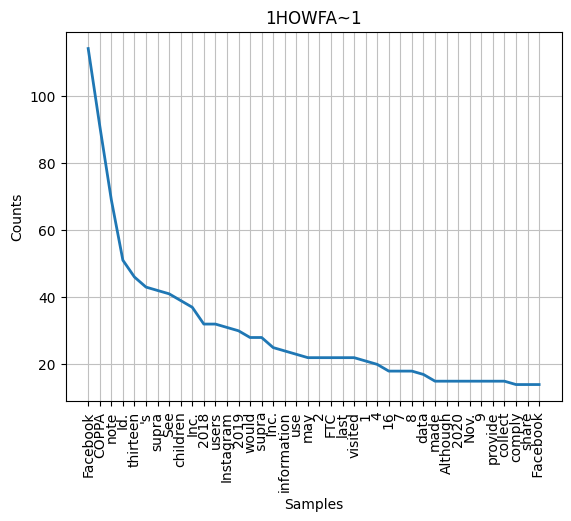 1HOWFA~1
Counts
100
80
60
40
20
Facebook
COPPA
note
Id.
thirteen
's
supra
See
children
Inc.
2018
users
Instagram
2019
would
supra
Inc.
information
use
may
2
FTC
last
visited
1
4
16
7
8
data
made
Although
2020
Nov.
9
provide
collect
comply
share
Facebook
Samples